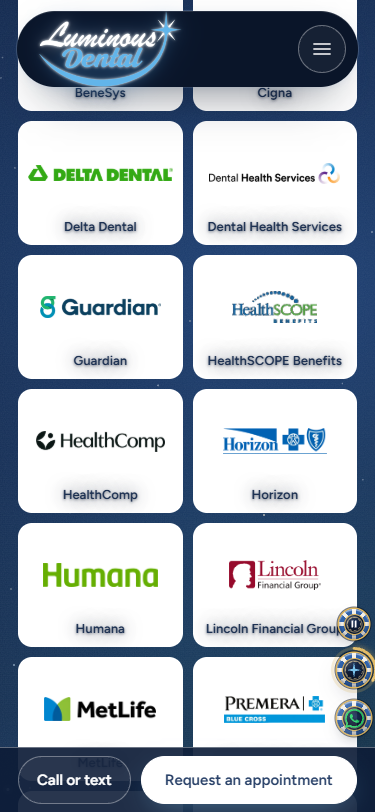 Luminous
Dental
BeneSys
Cigna
DELTA DENTAL
Dental Health Services
Delta Dental
Dental Health Services
Guardian
HealthSCOPE
BENEFITS
Guardian
HealthSCOPE Benefits
HealthComp
Horizon
HealthComp
Horizon
Humana
Lincoln
Financial Group®
Humana
Lincoln Financial Group
MetLife
PREMERA
BLUE CROSS
MetLife
Call or text
Request an appointment